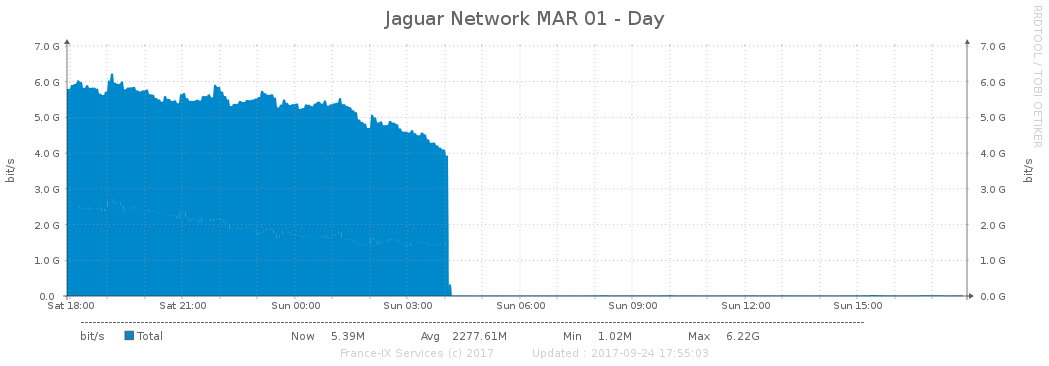 Jaguar Network MAR 01 - Day
RRDTOOL / TOBI OETIKER
7.0 G 7.0 G
6.0 G 6.0 G
5.0 G 5.0 G
4.0 G 4.0 G
bit/s bit/s
3.0 G 3.0 G
2.0 G 2.0 G
1.0 G 1.0 G
0.0 0.0 G
Sat 18:00 Sat 21:00 Sun 00:00 Sun 03:00 Sun 06:00 Sun 09:00 Sun 12:00 Sun 15:00
bit/s Total Now 5.39M Avg 2277.61M Min 1.02M Max 6.22G
France-IX Services (c) 2017 Updated : 2017-09-24 17:55:03